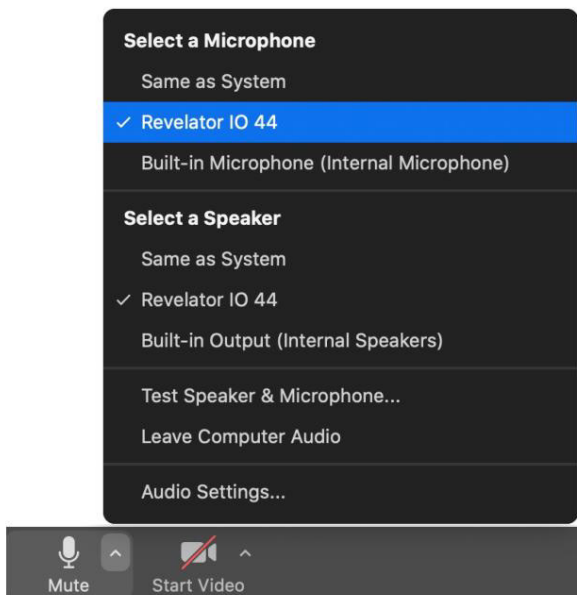 Select a Microphone
Same as System
Revelator IO 44
Built-in Microphone (Internal Microphone)
Select a Speaker
Same as System
Revelator IO 44
Built-in Output (Internal Speakers)
Test Speaker & Microphone...
Leave Computer Audio
Audio Settings...
Mute
Start Video